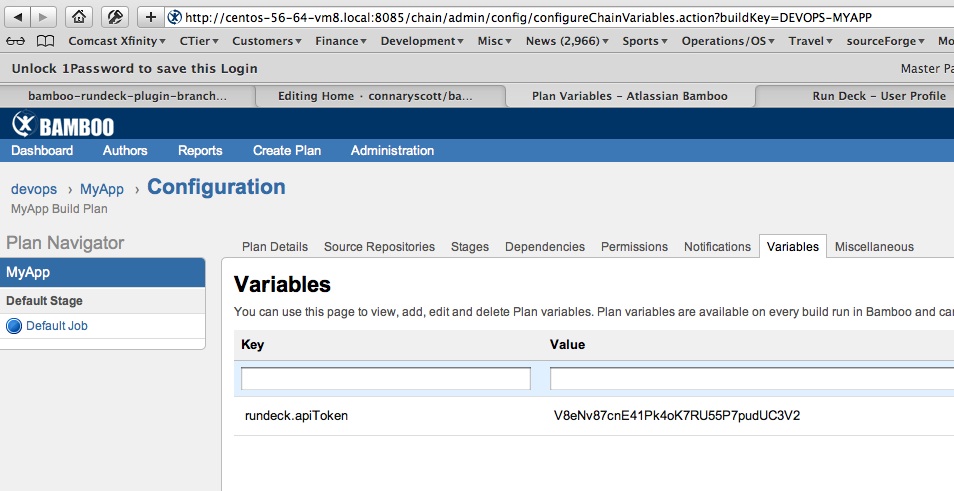 http://centos-56-64-vm8.local:8085/chain/admin/config/configureChainVariables.action?buildKey=DEVOPS-MYAPP
Comcast Xfinity CTier Customers Finance Development Misc News (2,966) Sports Operations/OS Travel sourceForge Mo
Unlock 1Password to save this Login Master Pa
bamboo-rundeck-plugin-branch... Editing Home · connaryscott/ba... Plan Variables – Atlassian Bamboo Run Deck – User Profile
BAMBOO
Dashboard Authors Reports Create Plan Administration
devops › MyApp › Configuration
MyApp Build Plan
Plan Navigator
MyApp
Default Stage
Default Job
Plan Details Source Repositories Stages Dependencies Permissions Notifications Variables Miscellaneous
Variables
You can use this page to view, add, edit and delete Plan variables. Plan variables are available on every build run in Bamboo and can
Key Value
rundeck.apiToken V8eNv87cnE41Pk4oK7RU55P7pudUC3V2